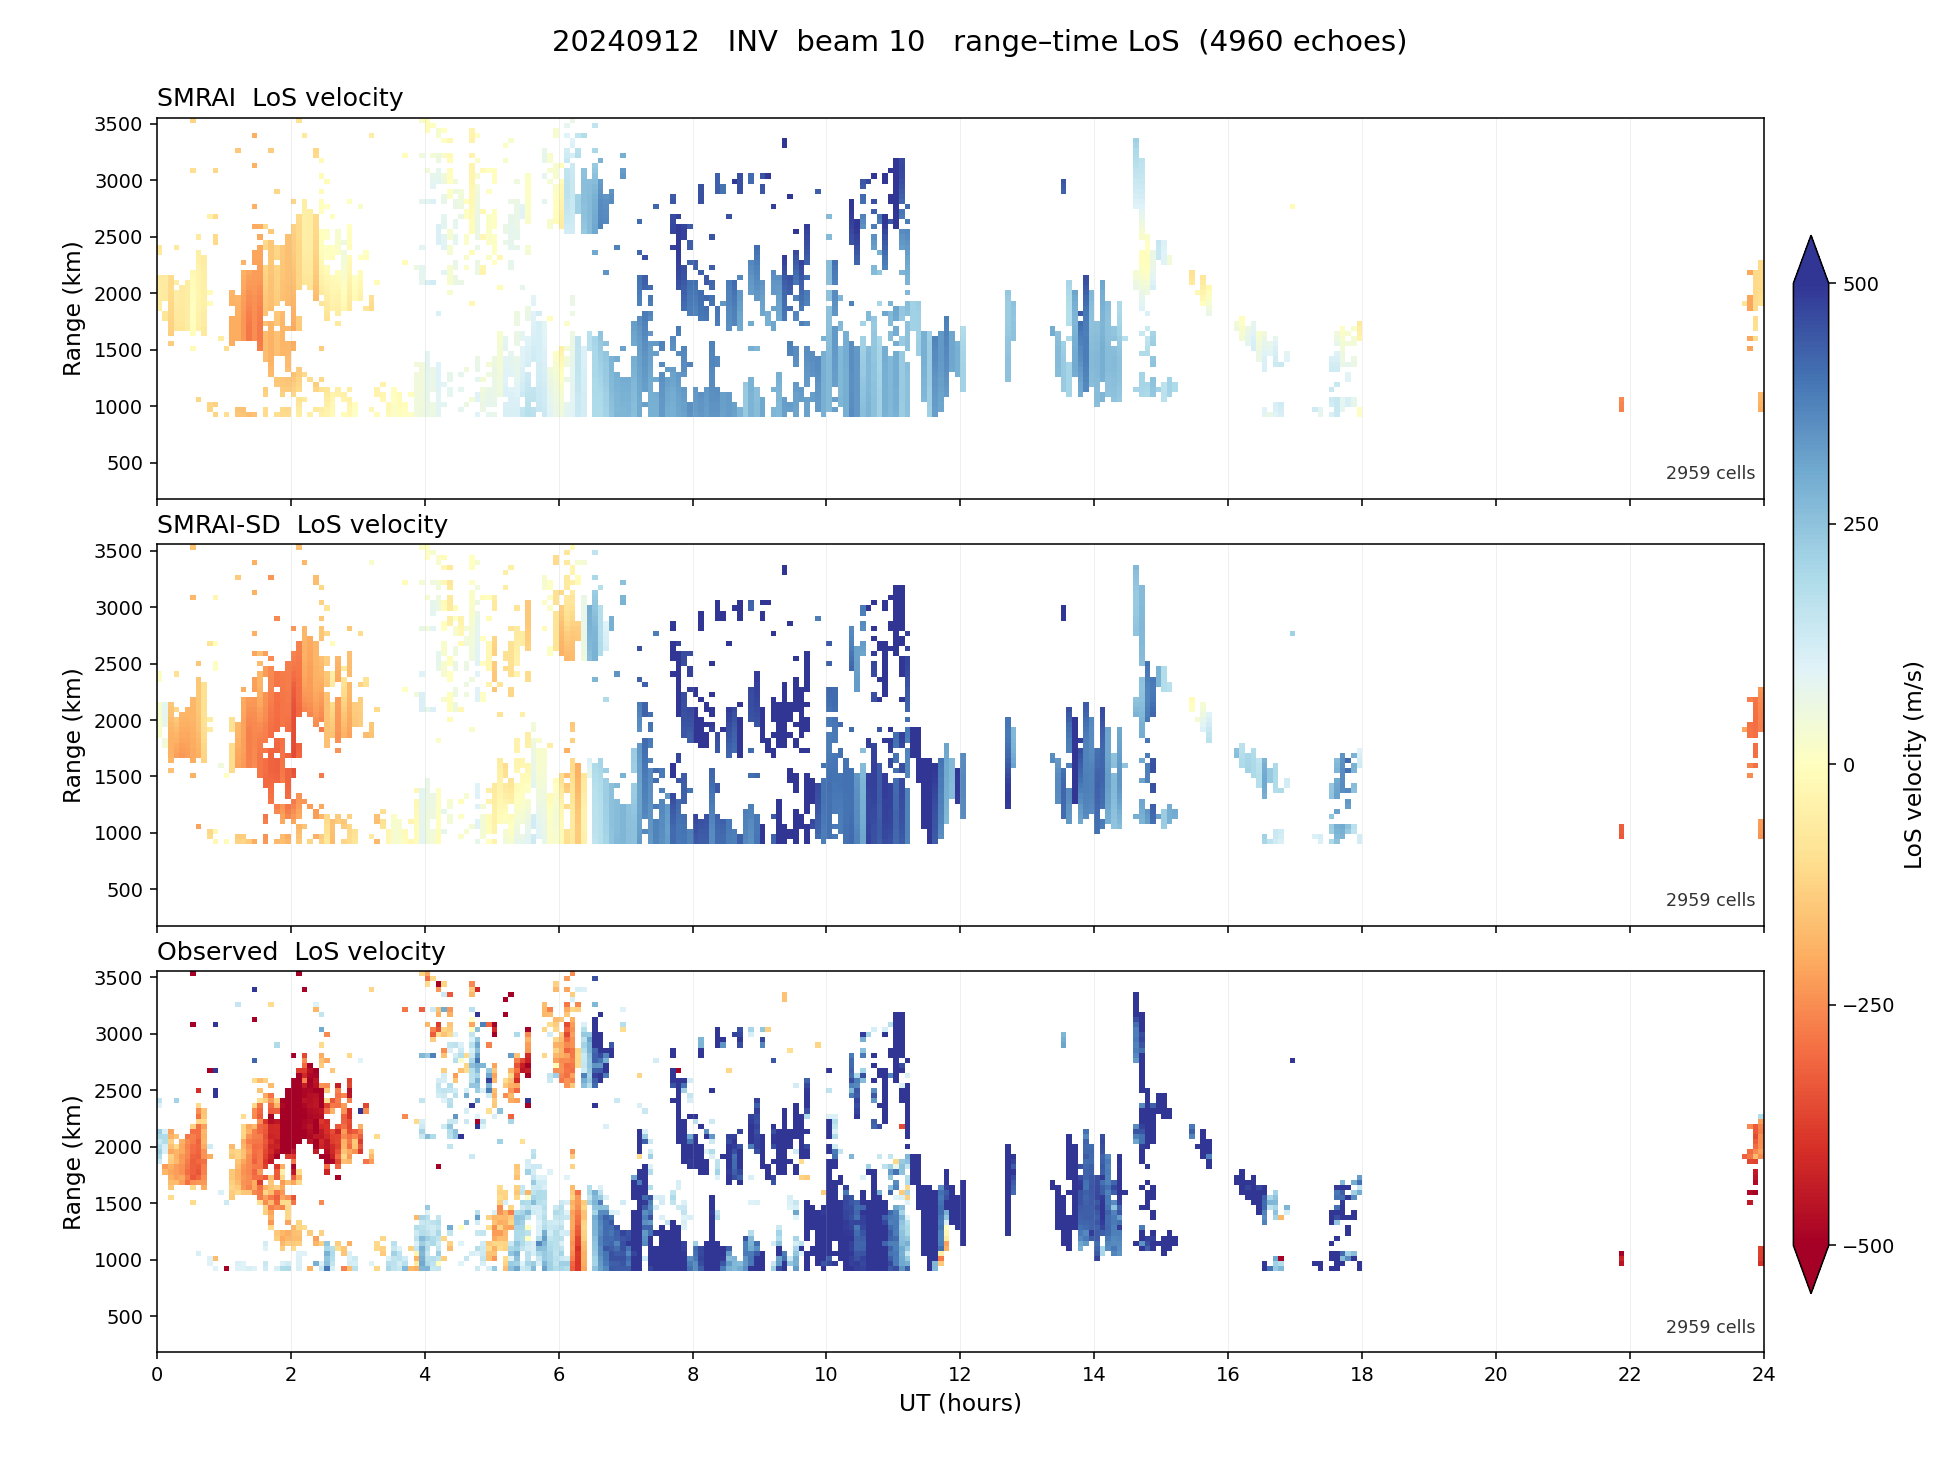 20240912   INV  beam 10   range–time LoS  (4960 echoes)
SMRAI  LoS velocity
3500
3000
2500
2000
1500
1000
500
Range (km)
2959 cells
SMRAI-SD  LoS velocity
3500
3000
2500
2000
1500
1000
500
Range (km)
2959 cells
Observed  LoS velocity
3500
3000
2500
2000
1500
1000
500
Range (km)
2959 cells
0 2 4 6 8 10 12 14 16 18 20 22 24
UT (hours)
500
250
0
−250
−500
LoS velocity (m/s)